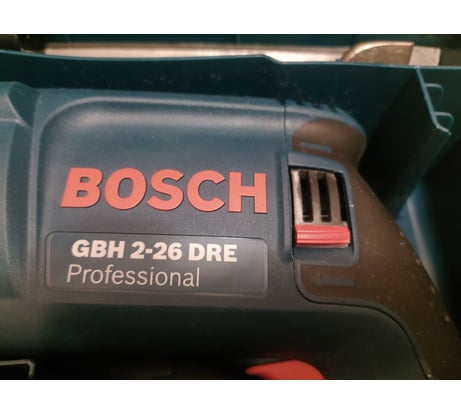 BOSCH
GBH 2-26 DRE
Professional